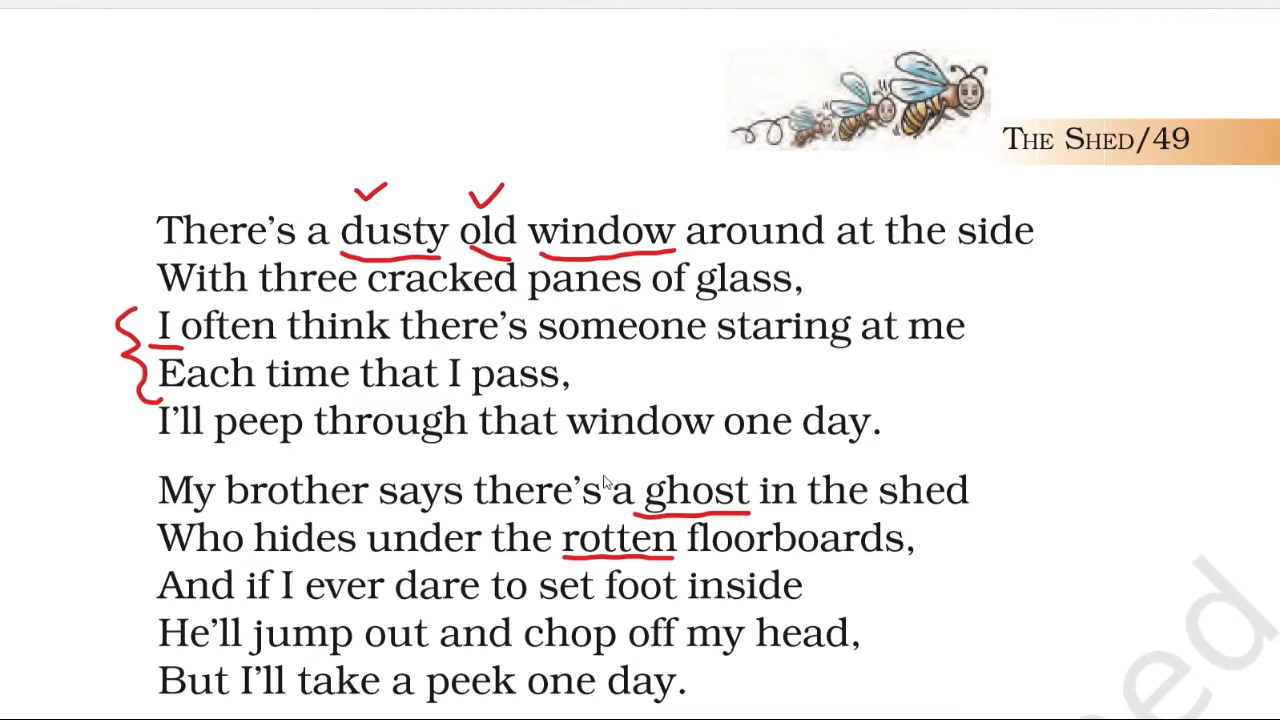 THE SHED/49
There's a dusty old window around at the side
With three cracked panes of glass,
I often think there's someone staring at me
Each time that I pass,
I'll peep through that window one day.
My brother says there's a ghost in the shed
Who hides under the rotten floorboards,
And if I ever dare to set foot inside
He'll jump out and chop off my head,
But I'll take a peek one day.